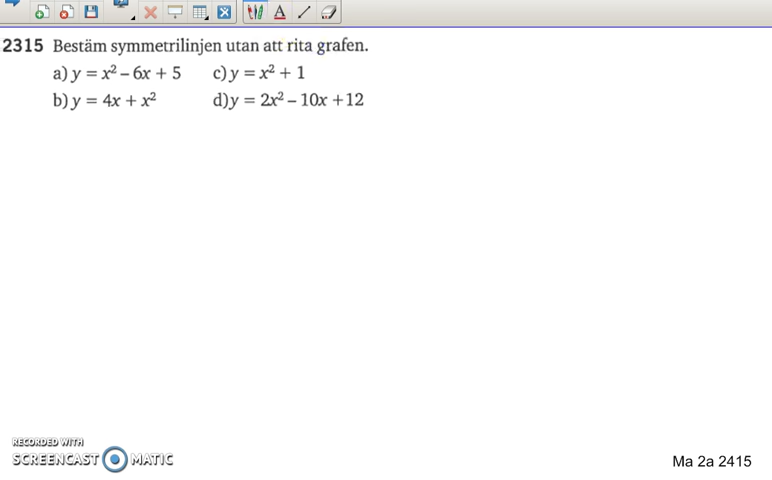 2315 Bestäm symmetrilinjen utan att rita grafen.
a) y = x² – 6x + 5 c) y = x² + 1
b) y = 4x + x² d) y = 2x² – 10x + 12
RECORDED WITH
SCREENCAST MATIC
Ma 2a 2415